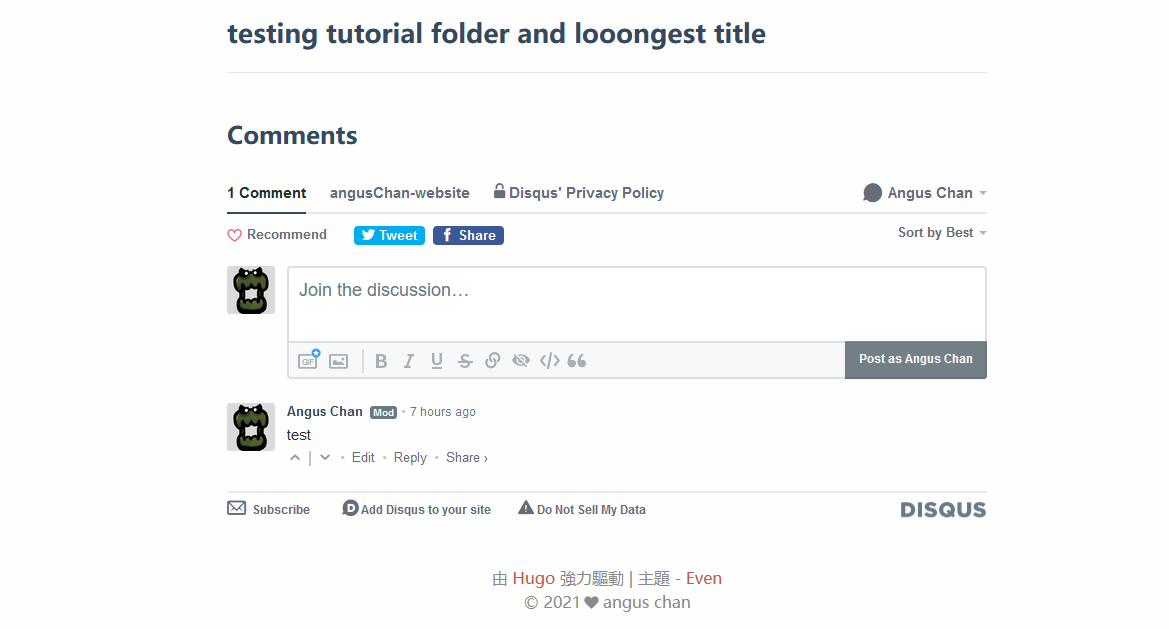 testing tutorial folder and looongest title
Comments
1 Comment angusChan-website Disqus' Privacy Policy Angus Chan
Recommend Tweet Share Sort by Best
Join the discussion…
GIF B I U S </> Post as Angus Chan
Angus Chan Mod • 7 hours ago
test
• Edit • Reply • Share ›
Subscribe D Add Disqus to your site Do Not Sell My Data DISQUS
由 Hugo 強力驅動 | 主題 - Even
© 2021 ❤ angus chan